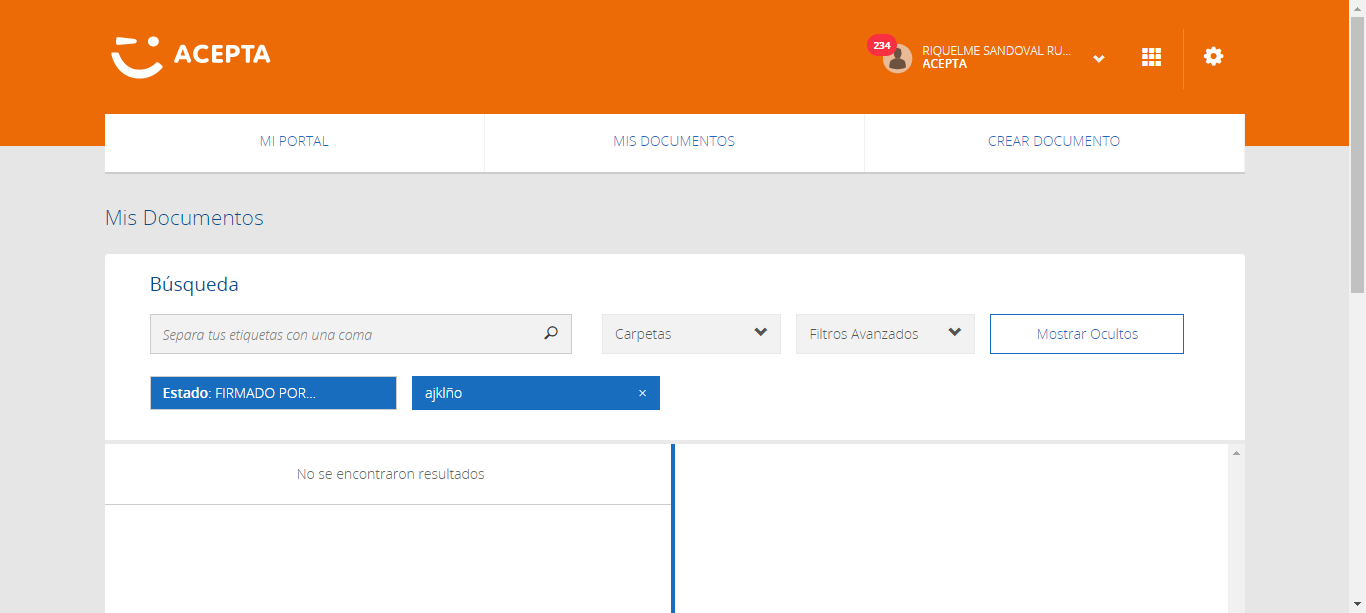 ACEPTA
234
RIQUELME SANDOVAL RU...
ACEPTA
MI PORTAL
MIS DOCUMENTOS
CREAR DOCUMENTO
Mis Documentos
Búsqueda
Separa tus etiquetas con una coma
Carpetas
Filtros Avanzados
Mostrar Ocultos
Estado: FIRMADO POR...
ajklño ×
No se encontraron resultados